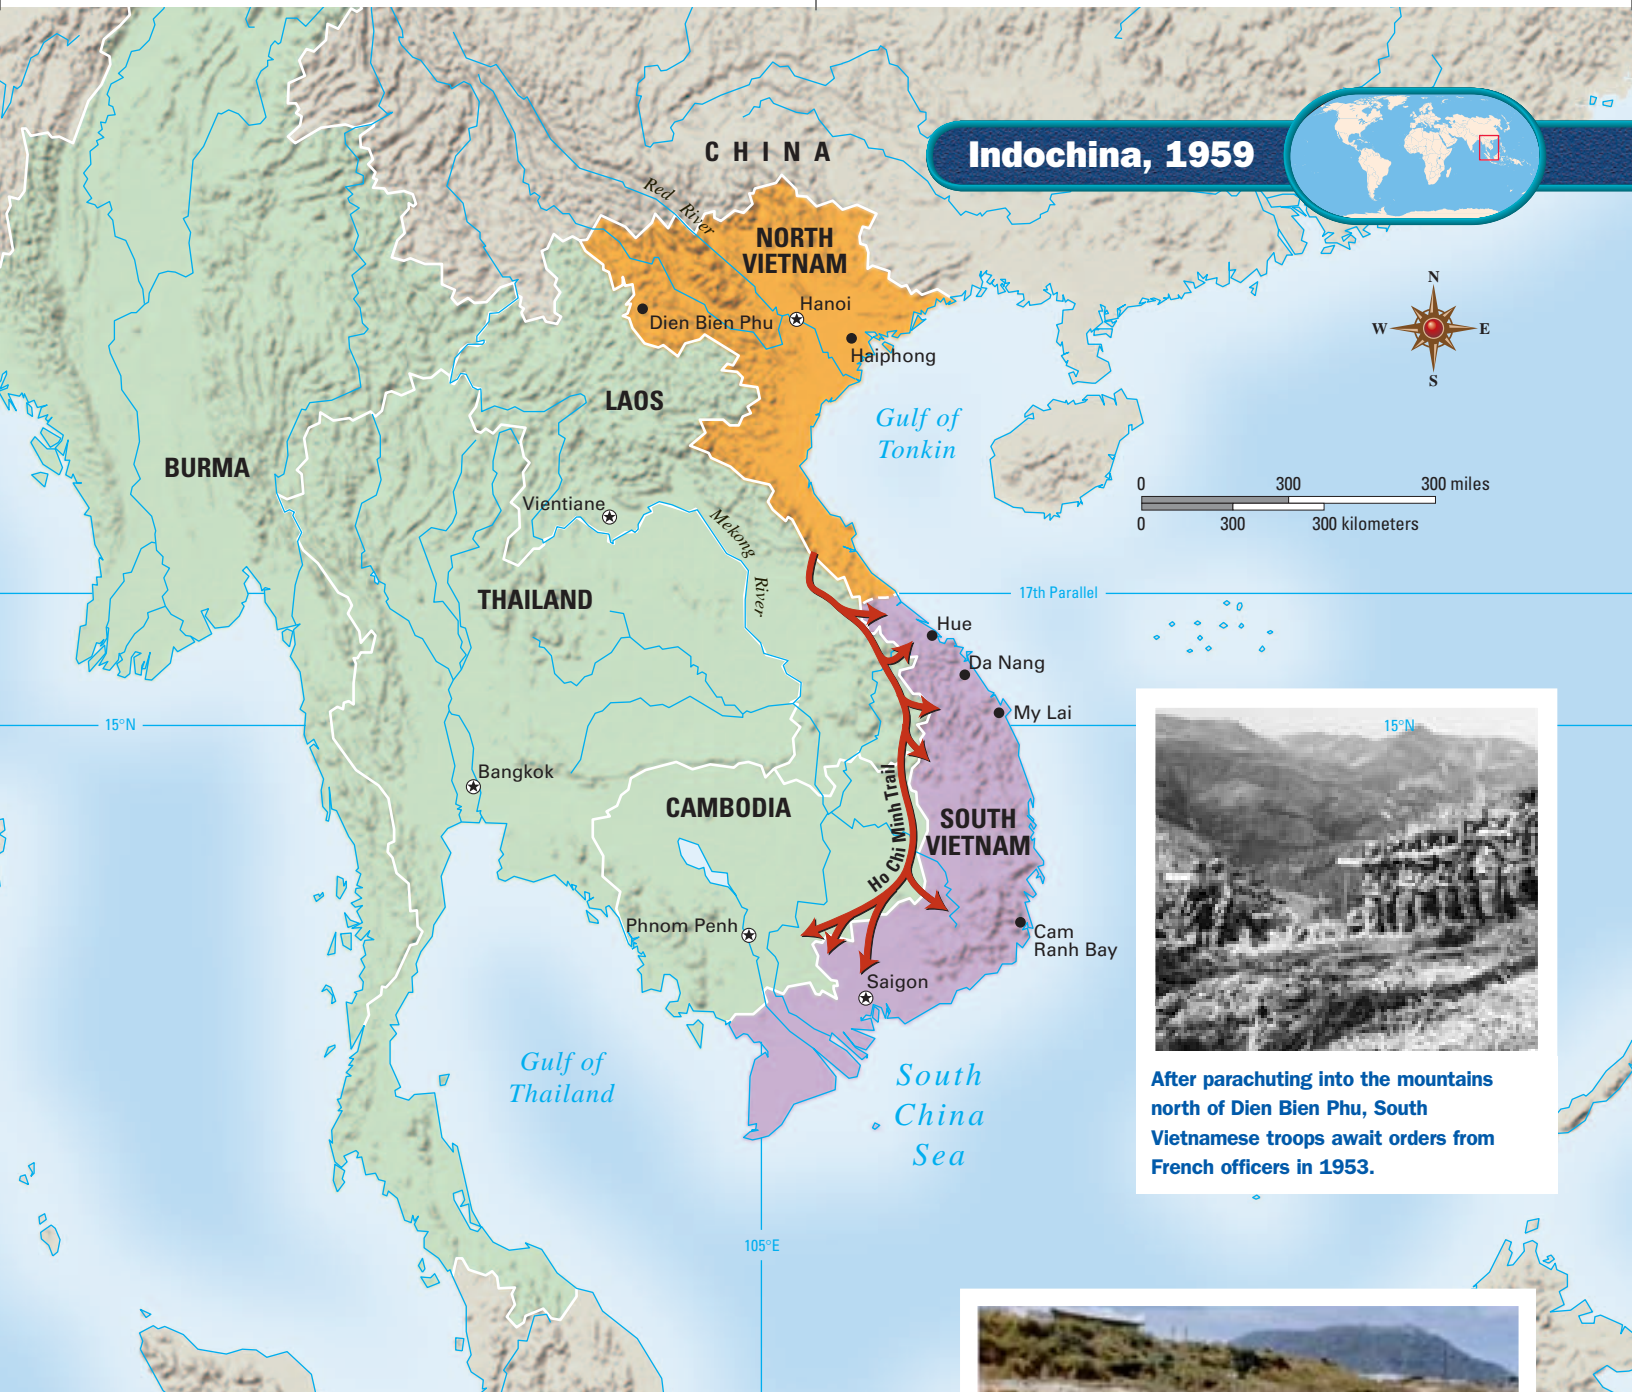 CHINA
Indochina, 1959
Red River
NORTH
VIETNAM
N
W
E
S
Hanoi
Dien Bien Phu
Haiphong
LAOS
Gulf of
Tonkin
BURMA
0 300 300 miles
0 300 300 kilometers
Vientiane
Mekong
River
THAILAND
17th Parallel
Hue
Da Nang
My Lai
15°N
15°N
Bangkok
CAMBODIA
Ho Chi Minh Trail
SOUTH
VIETNAM
Phnom Penh
Cam
Ranh Bay
Saigon
Gulf of
Thailand
South
China
Sea
After parachuting into the mountains
north of Dien Bien Phu, South
Vietnamese troops await orders from
French officers in 1953.
105°E